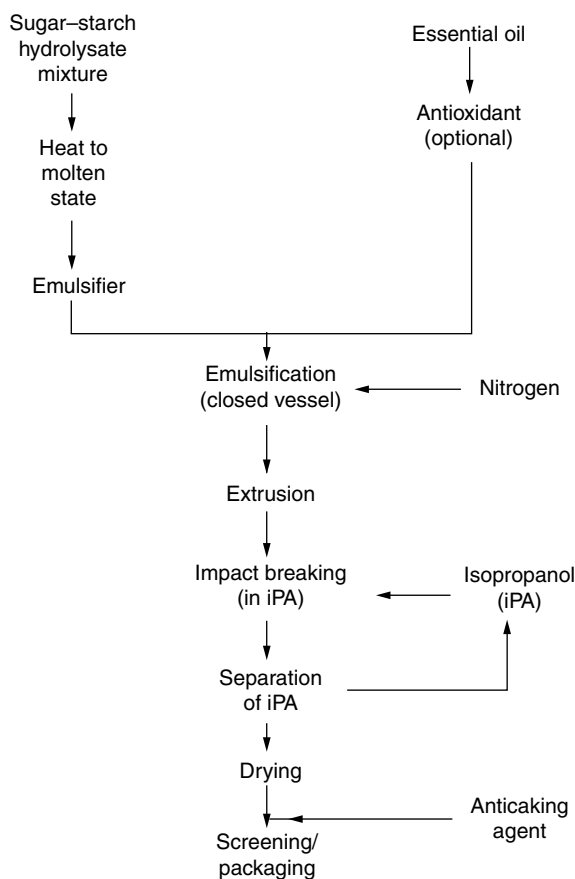 Sugar–starch
hydrolysate
mixture
Essential oil
Antioxidant
(optional)
Heat to
molten
state
Emulsifier
Emulsification
(closed vessel)
Nitrogen
Extrusion
Impact breaking
(in iPA)
Isopropanol
(iPA)
Separation
of iPA
Drying
Anticaking
agent
Screening/
packaging